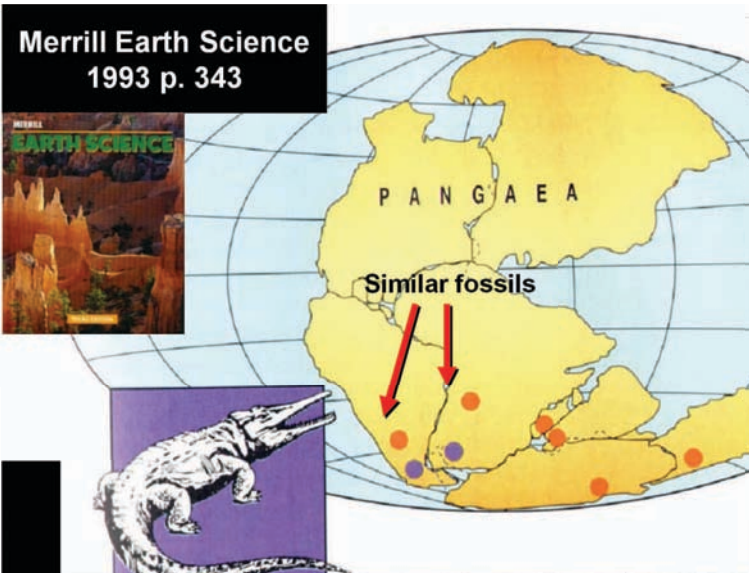 Merrill Earth Science
1993 p. 343
MERRILL
EARTH SCIENCE
PANGAEA
Similar fossils